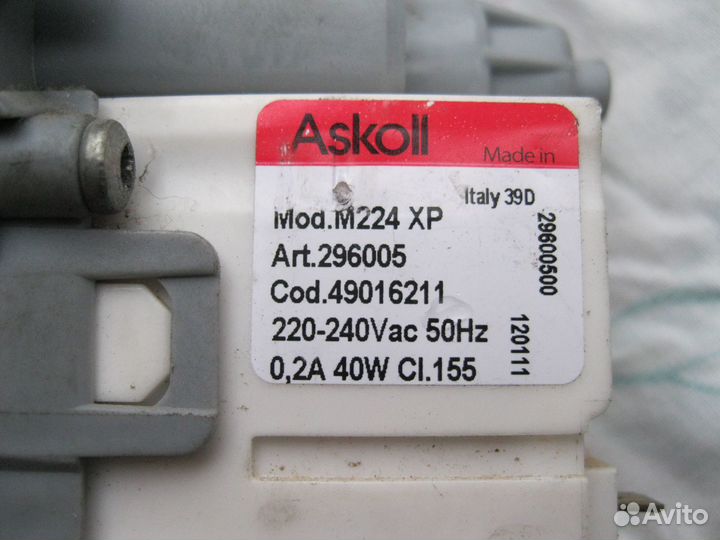 Askoll
Made in
Italy 39D
Mod.M224 XP
Art.296005
Cod.49016211
220-240Vac 50Hz
0,2A 40W Cl.155
29600500
120111
Avito